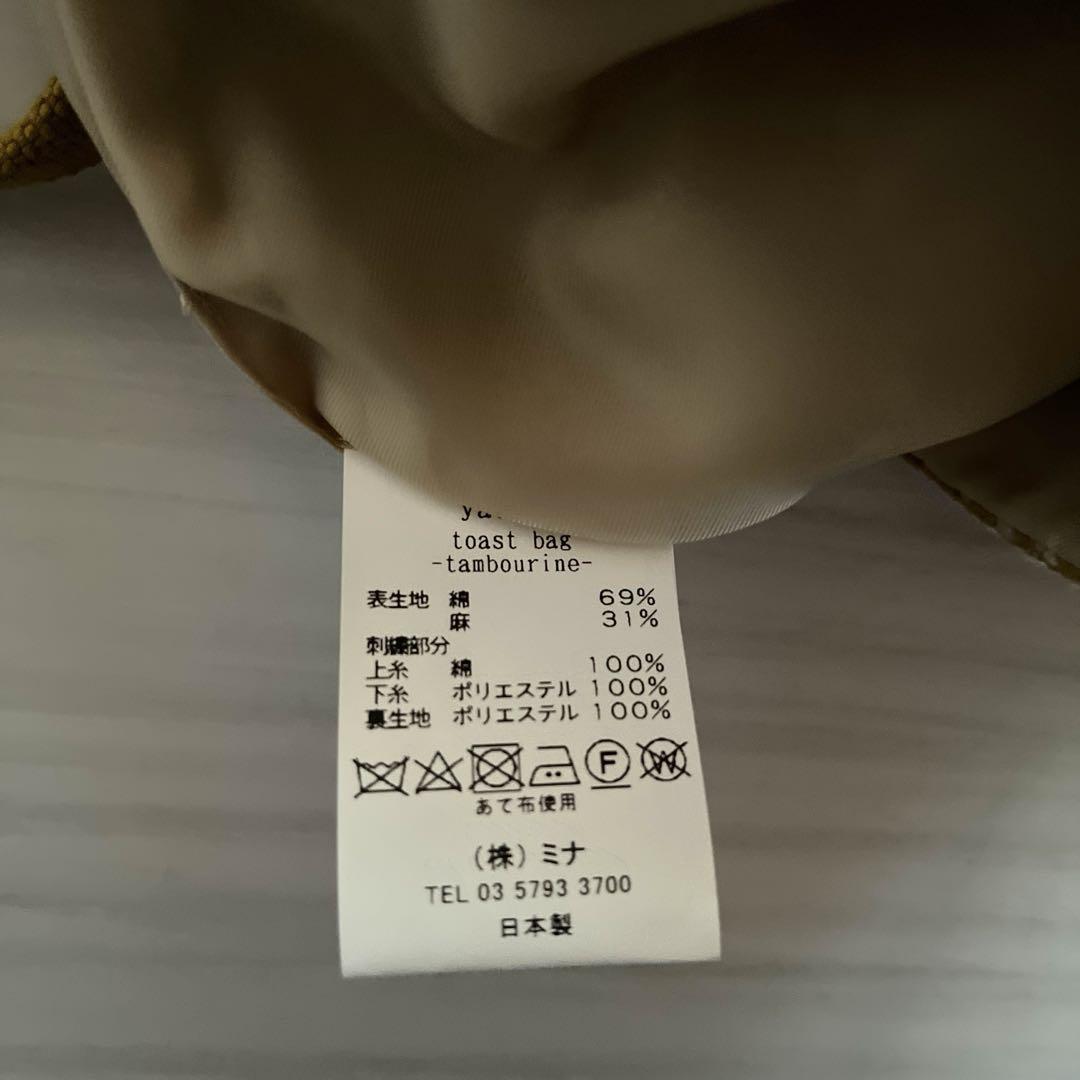 toast bag
-tambourine-
表生地 綿 69%
麻 31%
刺繍部分
上糸 綿 100%
下糸 ポリエステル 100%
裏生地 ポリエステル 100%
F W
あて布使用
(株) ミナ
TEL 03 5793 3700
日本製